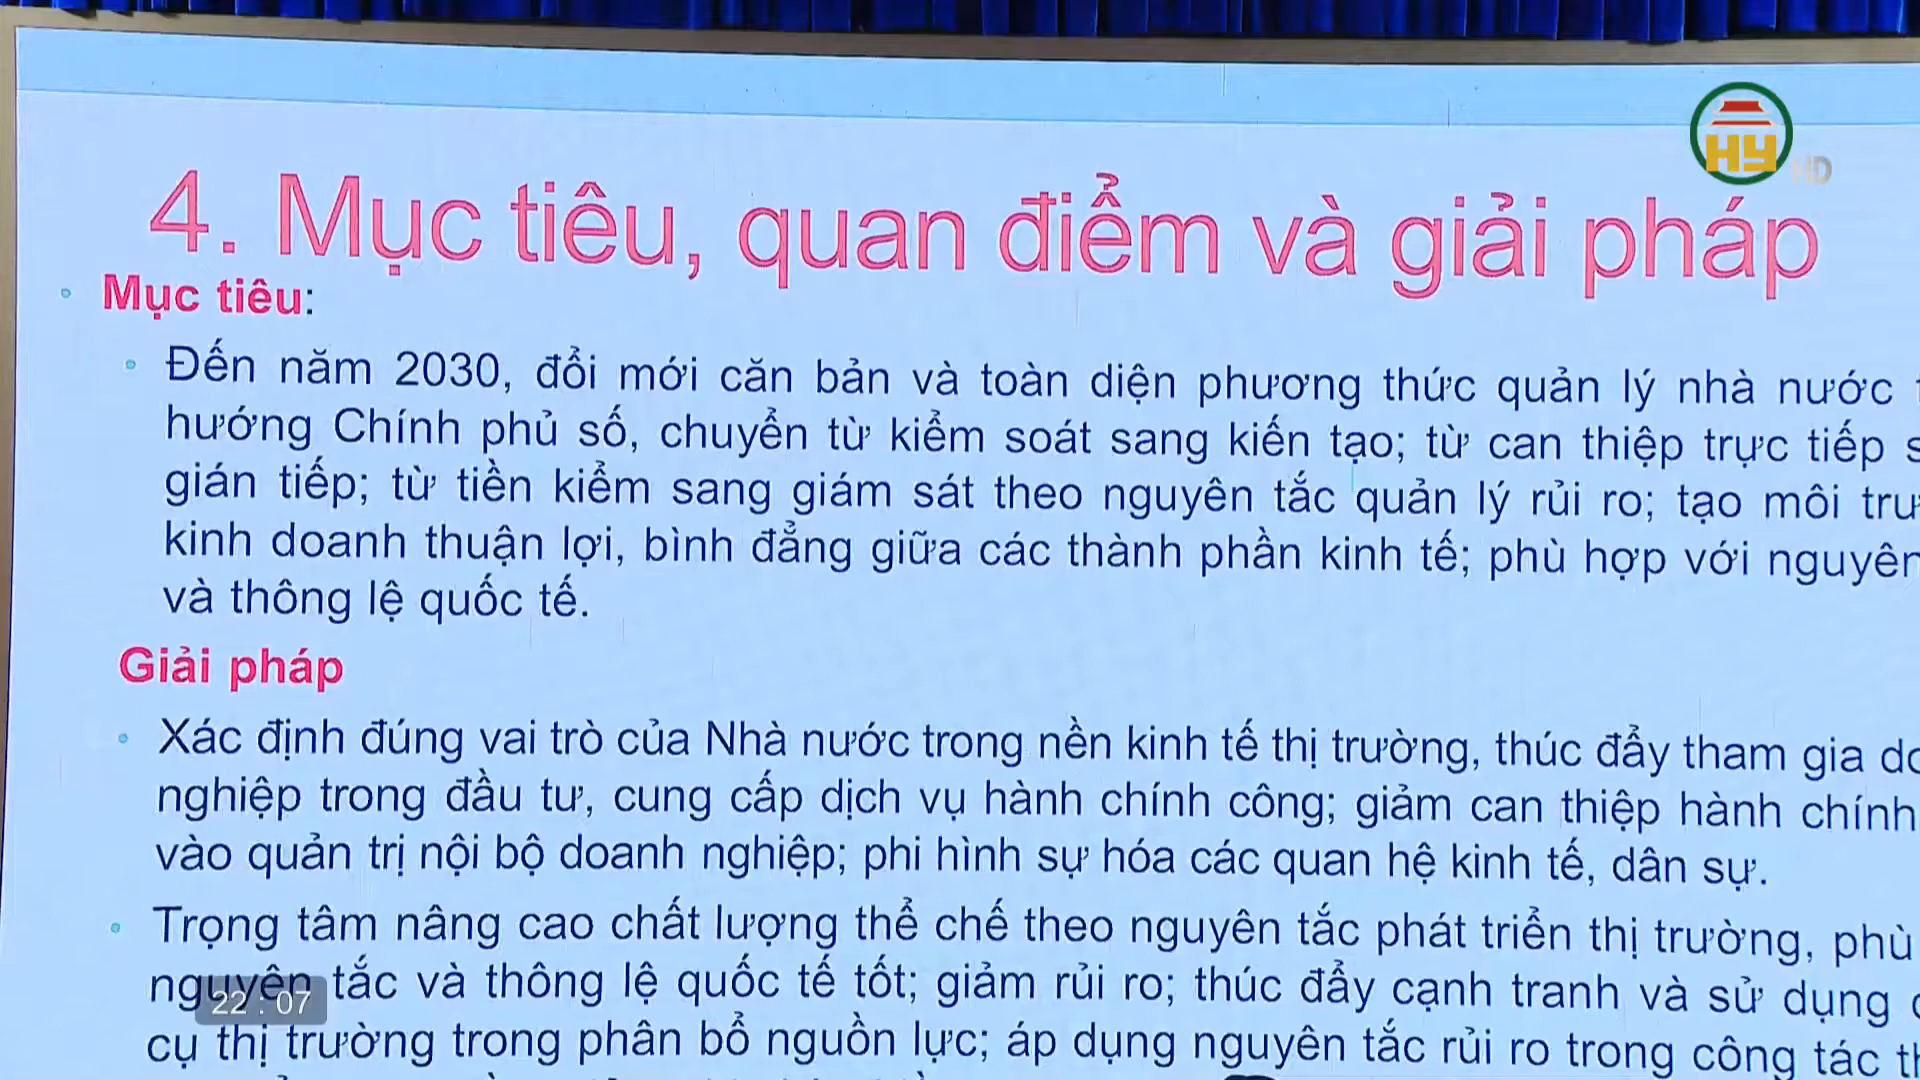 HY HD
4. Mục tiêu, quan điểm và giải pháp
Mục tiêu:
Đến năm 2030, đổi mới căn bản và toàn diện phương thức quản lý nhà nước
hướng Chính phủ số, chuyển từ kiểm soát sang kiến tạo; từ can thiệp trực tiếp
gián tiếp; từ tiền kiểm sang giám sát theo nguyên tắc quản lý rủi ro; tạo môi
kinh doanh thuận lợi, bình đẳng giữa các thành phần kinh tế; phù hợp với nguyên
và thông lệ quốc tế.
Giải pháp
Xác định đúng vai trò của Nhà nước trong nền kinh tế thị trường, thúc đẩy tham gia
nghiệp trong đầu tư, cung cấp dịch vụ hành chính công; giảm can thiệp hành chính
vào quản trị nội bộ doanh nghiệp; phi hình sự hóa các quan hệ kinh tế, dân sự.
Trọng tâm nâng cao chất lượng thể chế theo nguyên tắc phát triển thị trường, phù
nguyên tắc và thông lệ quốc tế tốt; giảm rủi ro; thúc đẩy cạnh tranh và sử dụng
22 : 07
cụ thị trường trong phân bổ nguồn lực; áp dụng nguyên tắc rủi ro trong công tác